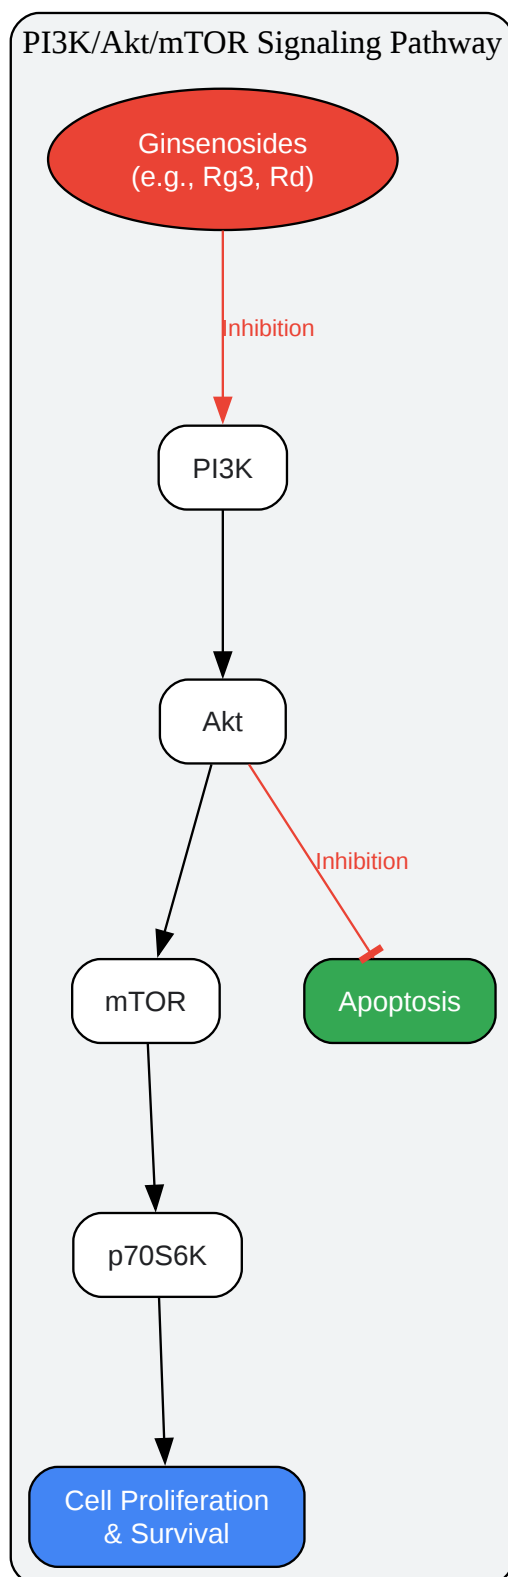 PI3K/Akt/mTOR Signaling Pathway
Ginsenosides
(e.g., Rg3, Rd)
Inhibition
PI3K
Akt
Inhibition
mTOR
Apoptosis
p70S6K
Cell Proliferation
& Survival